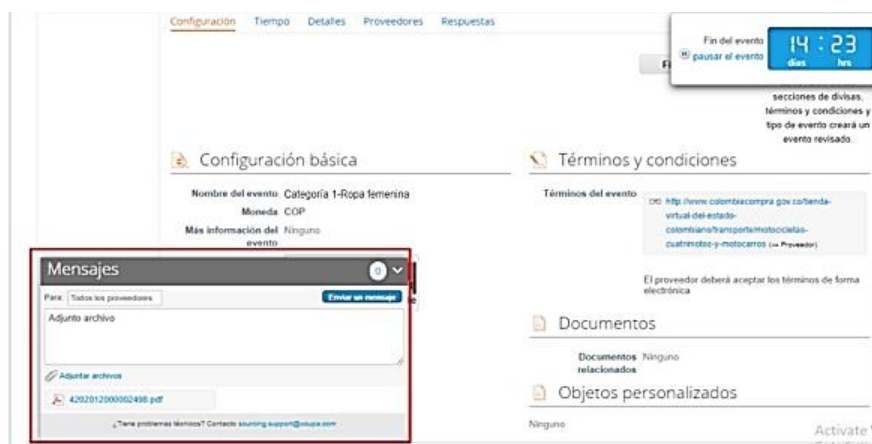 Configuración Tiempo Detalles Proveedores Respuestas
Fin del evento
pausar el evento
14 : 23
días hrs
secciones de divisas,
términos y condiciones y
tipo de evento creará un
evento revisado.
Configuración básica
Nombre del evento Categoría 1-Ropa femenina
Moneda COP
Más información del evento Ninguno
Términos y condiciones
Términos del evento
http://www.colombiacompra.gov.co/tienda-
virtual-del-estado-
colombiano/transporte/motocicletas-
cuatrimotos-y-motocarros (→ Proveedor)
El proveedor deberá aceptar los términos de forma
electrónica
Documentos
Documentos relacionados Ninguno
Objetos personalizados
Ninguno
Mensajes 0
Para: Todos los proveedores Enviar un mensaje
Adjunto archivo
Adjuntar archivos
4202012000002498.pdf
¿Tiene problemas técnicos? Contacto sourcing.support@coupa.com
Activate